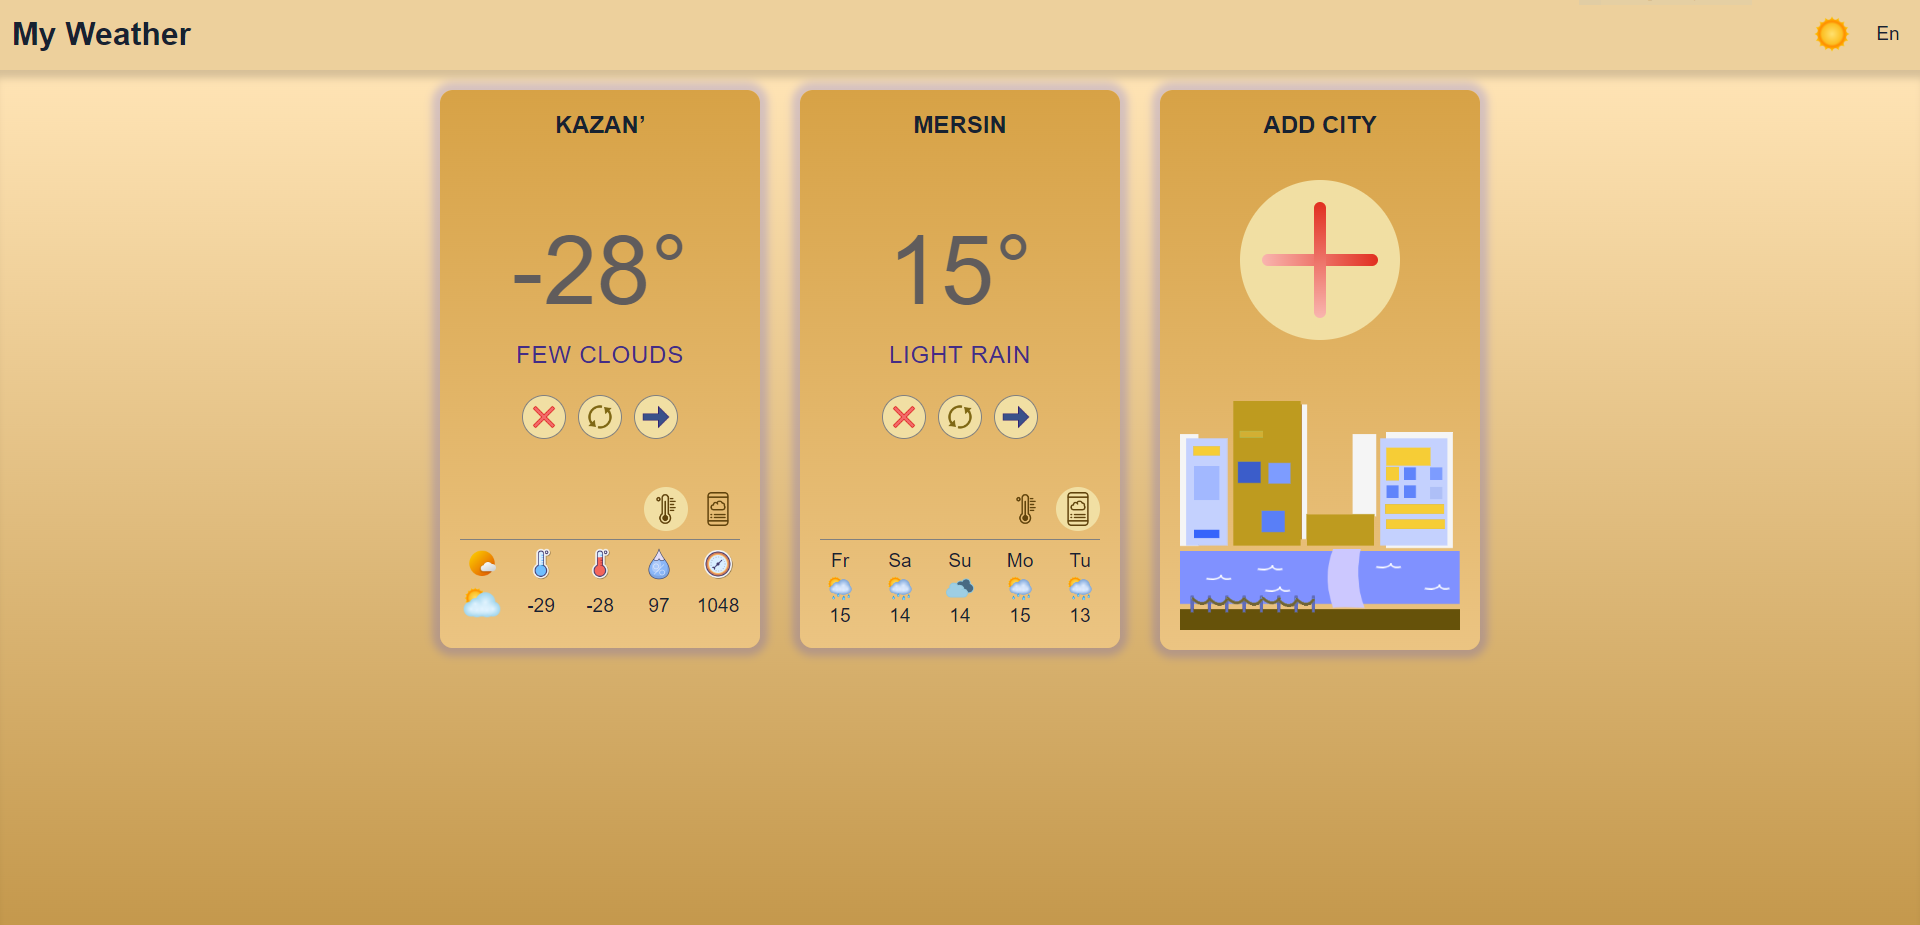 My Weather
En
KAZAN’
-28°
FEW CLOUDS
-29 -28 97 1048
MERSIN
15°
LIGHT RAIN
Fr Sa Su Mo Tu
15 14 14 15 13
ADD CITY